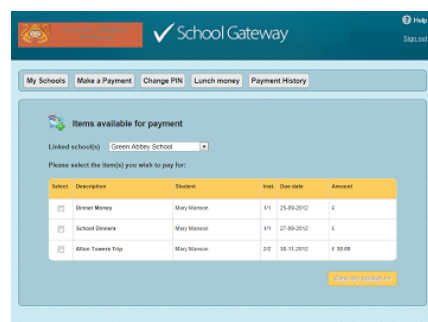 Help
School Gateway
Sign out
My Schools Make a Payment Change PIN Lunch money Payment History
Items available for payment
Linked school(s) Green Abbey School
Please select the item(s) you wish to pay for:
Select Description Student Inst. Due date Amount
Dinner Money Mary Manson 1/1 25-09-2012 £
School Dinners Mary Manson 1/1 27-09-2012 £
Alton Towers Trip Mary Manson 2/2 30-11-2012 £ 30.00